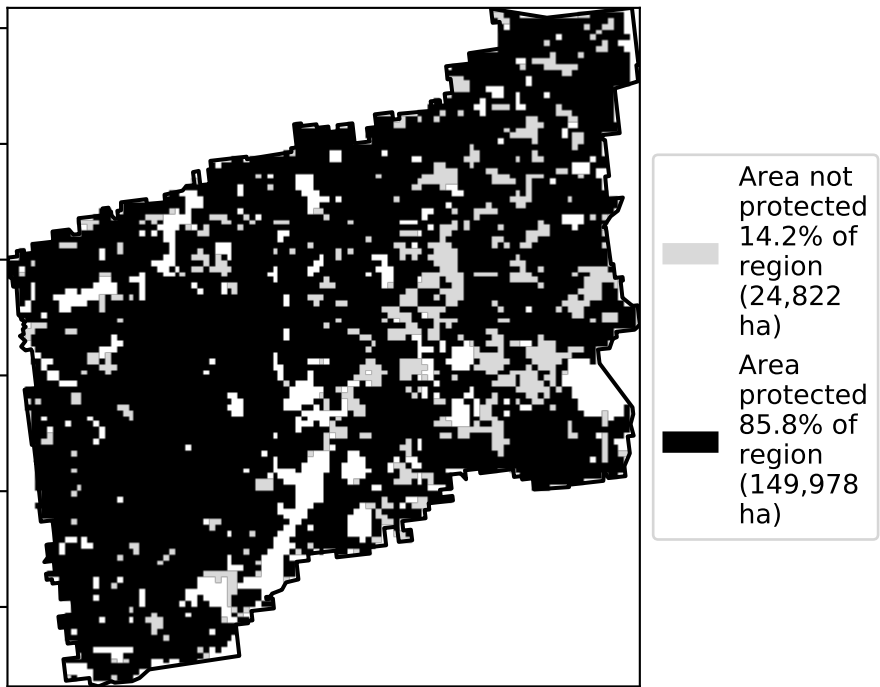 Area not
protected
14.2% of
region
(24,822
ha)
Area
protected
85.8% of
region
(149,978
ha)